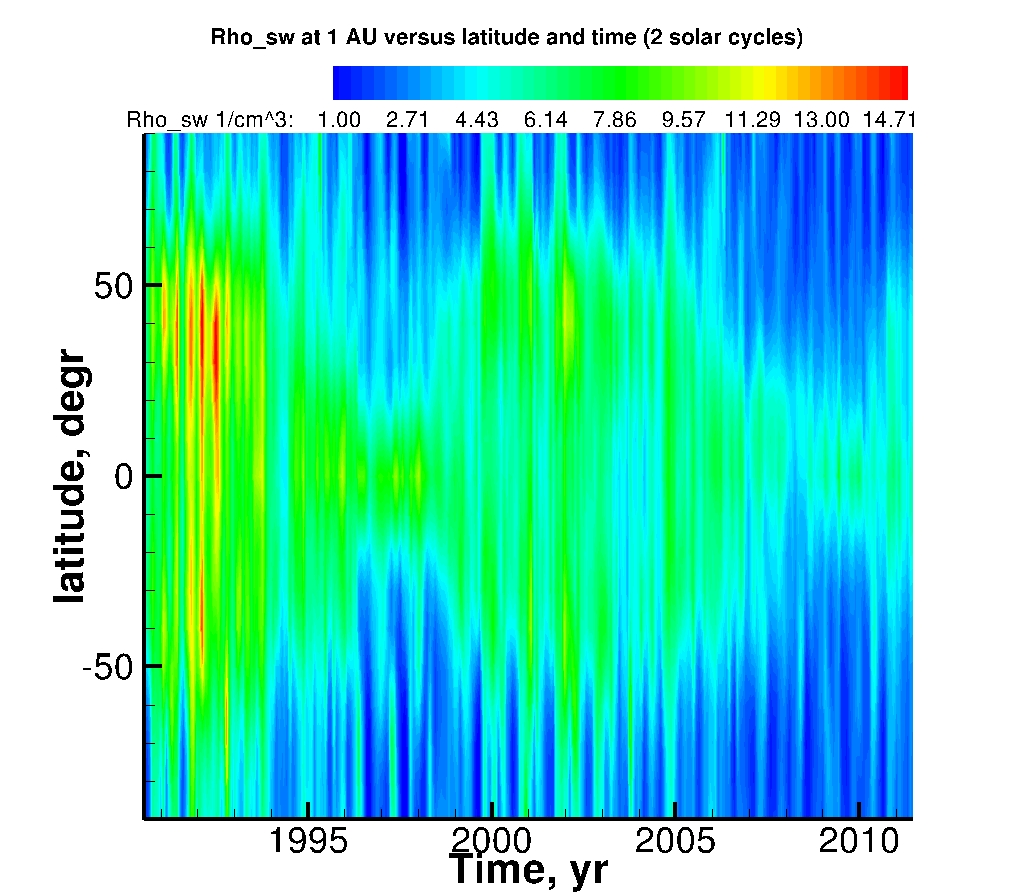 Rho_sw at 1 AU versus latitude and time (2 solar cycles)
Rho_sw 1/cm^3: 1.00 2.71 4.43 6.14 7.86 9.57 11.29 13.00 14.71
50
0
-50
latitude, degr
1995 2000 2005 2010
Time, yr